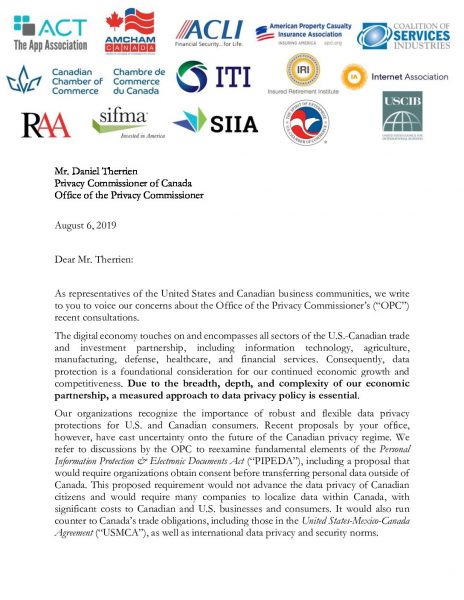 ACT
The App Association
AMCHAM
CANADA
ACLI
Financial Security...for Life.
American Property Casualty
Insurance Association
INSURING AMERICA apci.org
COALITION OF
SERVICES
INDUSTRIES
Canadian
Chamber of
Commerce
Chambre de
Commerce
du Canada
ITI
IRI
Insured Retirement Institute
IA
Internet Association
RAA
sifma
Invested in America
SIIA
THE SPIRIT OF ENTERPRISE
USCIB
Mr. Daniel Therrien
Privacy Commissioner of Canada
Office of the Privacy Commissioner
August 6, 2019
Dear Mr. Therrien:
As representatives of the United States and Canadian business communities, we write
to you to voice our concerns about the Office of the Privacy Commissioner's ("OPC")
recent consultations.
The digital economy touches on and encompasses all sectors of the U.S.-Canadian trade
and investment partnership, including information technology, agriculture,
manufacturing, defense, healthcare, and financial services. Consequently, data
protection is a foundational consideration for our continued economic growth and
competitiveness. Due to the breadth, depth, and complexity of our economic
partnership, a measured approach to data privacy policy is essential.
Our organizations recognize the importance of robust and flexible data privacy
protections for U.S. and Canadian consumers. Recent proposals by your office,
however, have cast uncertainty onto the future of the Canadian privacy regime. We
refer to discussions by the OPC to reexamine fundamental elements of the Personal
Information Protection & Electronic Documents Act ("PIPEDA"), including a proposal that
would require organizations obtain consent before transferring personal data outside of
Canada. This proposed requirement would not advance the data privacy of Canadian
citizens and would require many companies to localize data within Canada, with
significant costs to Canadian and U.S. businesses and consumers. It would also run
counter to Canada's trade obligations, including those in the United States-Mexico-Canada
Agreement ("USMCA"), as well as international data privacy and security norms.